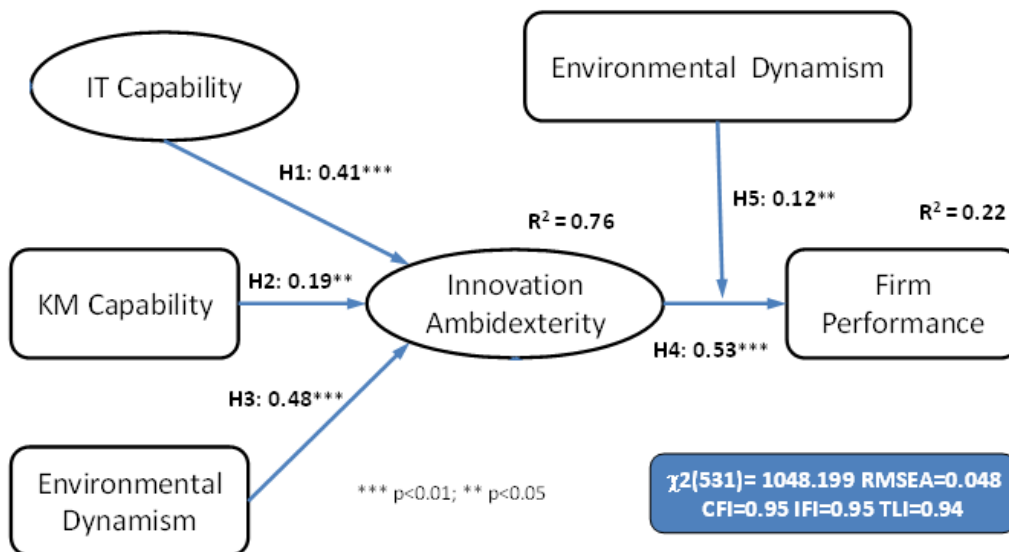 IT Capability
Environmental Dynamism
H1: 0.41***
H5: 0.12**
R² = 0.76
R² = 0.22
KM Capability
H2: 0.19**
Innovation
Ambidexterity
Firm
Performance
H4: 0.53***
H3: 0.48***
Environmental
Dynamism
*** p<0.01; ** p<0.05
χ2(531)= 1048.199 RMSEA=0.048
CFI=0.95 IFI=0.95 TLI=0.94